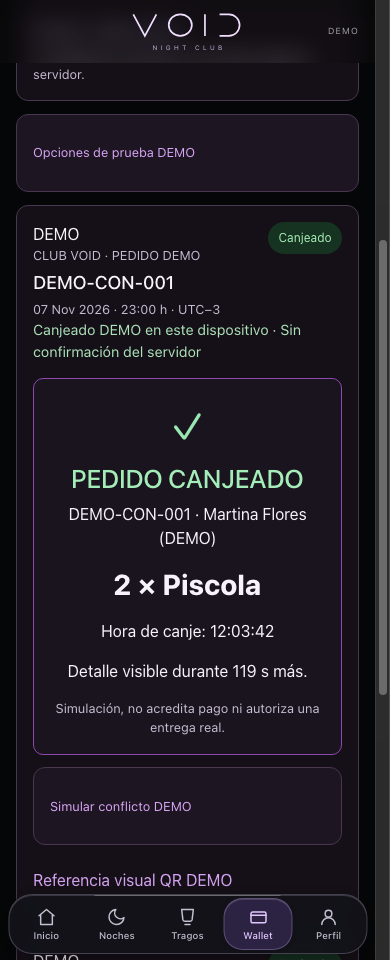 VOID
NIGHT CLUB
DEMO
servidor.
Opciones de prueba DEMO
DEMO
Canjeado
CLUB VOID · PEDIDO DEMO
DEMO-CON-001
07 Nov 2026 · 23:00 h · UTC−3
Canjeado DEMO en este dispositivo · Sin
confirmación del servidor
PEDIDO CANJEADO
DEMO-CON-001 · Martina Flores
(DEMO)
2 × Piscola
Hora de canje: 12:03:42
Detalle visible durante 119 s más.
Simulación, no acredita pago ni autoriza una
entrega real.
Simular conflicto DEMO
Referencia visual QR DEMO
Inicio
Noches
Tragos
Wallet
Perfil
DEMO